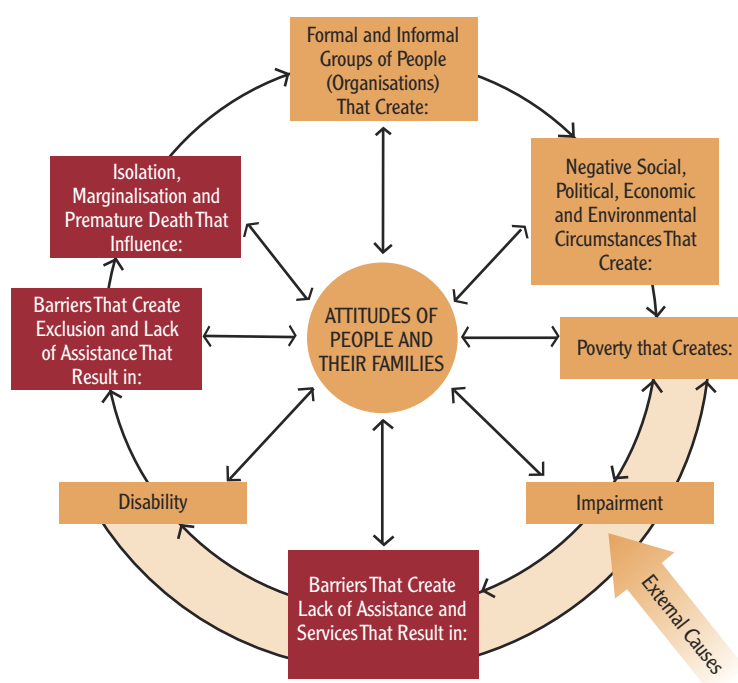 Formal and Informal
Groups of People
(Organisations)
That Create:
Negative Social,
Political, Economic
and Environmental
Circumstances That
Create:
Poverty that Creates:
Impairment
External Causes
Barriers That Create
Lack of Assistance and
Services That Result in:
Disability
Barriers That Create
Exclusion and Lack
of Assistance That
Result in:
Isolation,
Marginalisation and
Premature Death That
Influence:
ATTITUDES OF
PEOPLE AND
THEIR FAMILIES